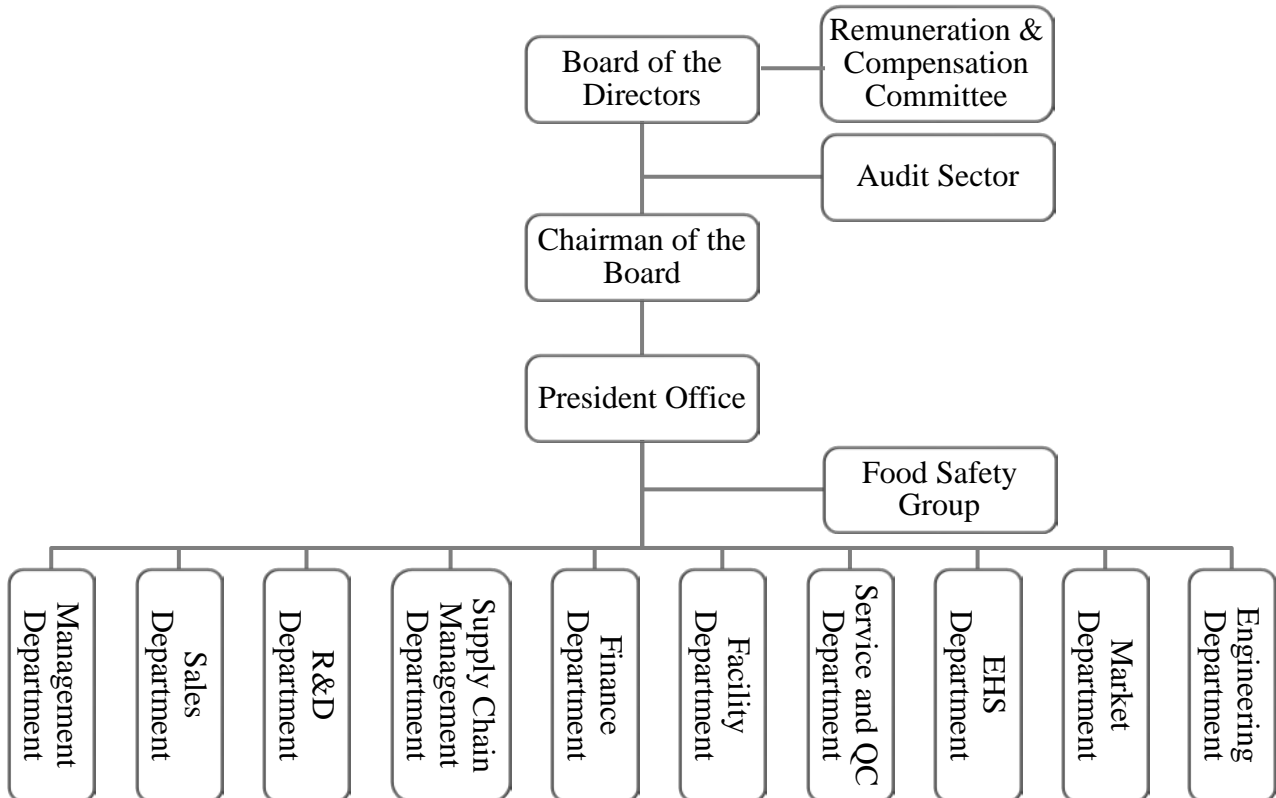 Board of the
Directors
Remuneration &
Compensation
Committee
Audit Sector
Chairman of the
Board
President Office
Food Safety
Group
Management
Department
Sales
Department
R&D
Department
Supply Chain
Management
Department
Finance
Department
Facility
Department
Service and QC
Department
EHS
Department
Market
Department
Engineering
Department